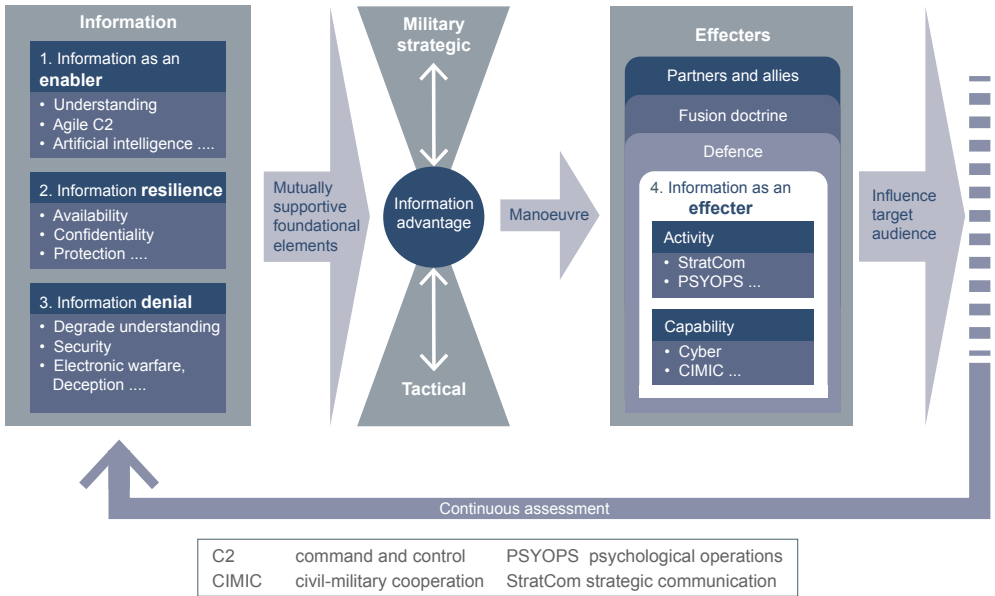 Information
1. Information as an
enabler
• Understanding
• Agile C2
• Artificial intelligence ....
2. Information resilience
• Availability
• Confidentiality
• Protection ....
3. Information denial
• Degrade understanding
• Security
• Electronic warfare,
Deception ....
Mutually
supportive
foundational
elements
Military
strategic
Information
advantage
Tactical
Manoeuvre
Effecters
Partners and allies
Fusion doctrine
Defence
4. Information as an
effecter
Activity
• StratCom
• PSYOPS ...
Capability
• Cyber
• CIMIC ...
Influence
target
audience
Continuous assessment
C2 command and control PSYOPS psychological operations
CIMIC civil-military cooperation StratCom strategic communication